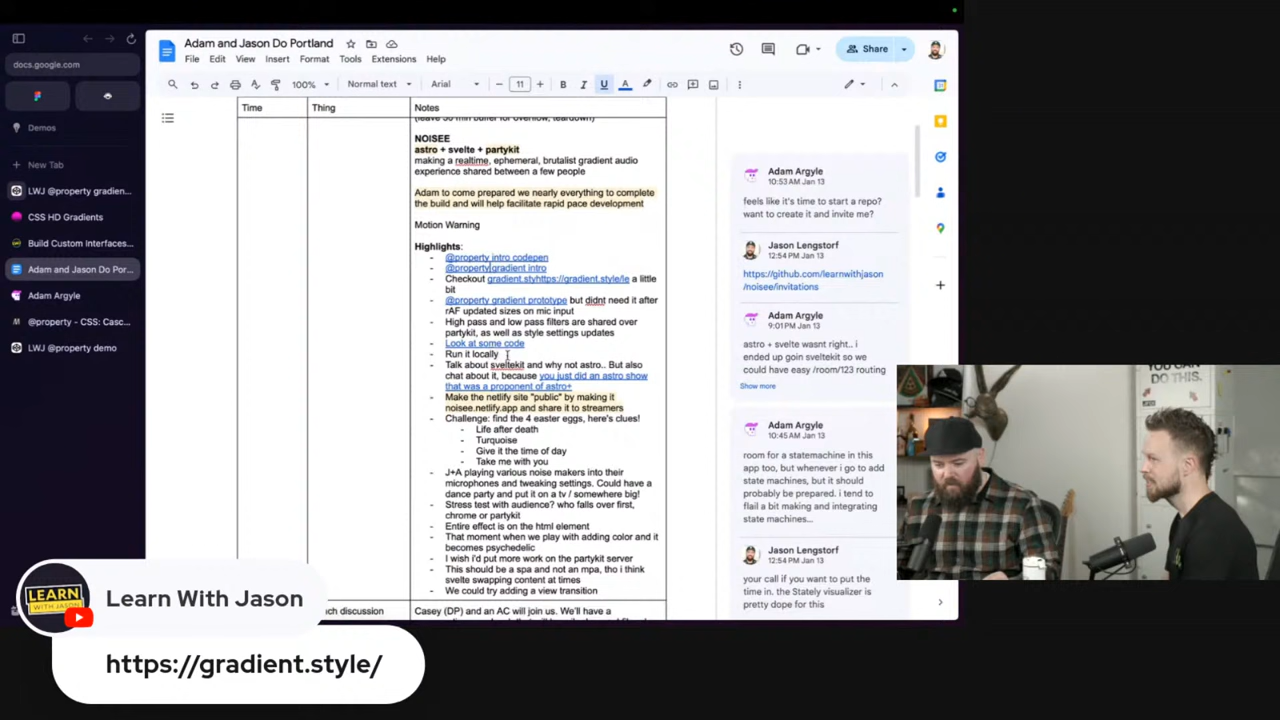 docs.google.com
Demos
New Tab
LWJ @property gradien...
CSS HD Gradients
Build Custom Interfaces...
Adam and Jason Do Por...
Adam Argyle
@property - CSS: Casc...
LWJ @property demo
Adam and Jason Do Portland
File Edit View Insert Format Tools Extensions Help
Share
100% Normal text Arial 11
Time Thing Notes
(leave 30 min buffer for overflow, teardown)
NOISEE
astro + svelte + partykit
making a realtime, ephemeral, brutalist gradient audio
experience shared between a few people
Adam to come prepared we nearly everything to complete
the build and will help facilitate rapid pace development
Motion Warning
Highlights:
- @property intro codepen
- @property gradient intro
- Checkout gradient.styhttps://gradient.style/le a little
bit
- @property gradient prototype but didnt need it after
rAF updated sizes on mic input
- High pass and low pass filters are shared over
partykit, as well as style settings updates
- Look at some code
- Run it locally
- Talk about sveltekit and why not astro.. But also
chat about it, because you just did an astro show
that was a proponent of astro+
- Make the netlify site "public" by making it
noisee.netlify.app and share it to streamers
- Challenge: find the 4 easter eggs, here's clues!
- Life after death
- Turquoise
- Give it the time of day
- Take me with you
- J+A playing various noise makers into their
microphones and tweaking settings. Could have a
dance party and put it on a tv / somewhere big!
- Stress test with audience? who falls over first,
chrome or partykit
- Entire effect is on the html element
- That moment when we play with adding color and it
becomes psychedelic
- I wish i'd put more work on the partykit server
- This should be a spa and not an mpa, tho i think
svelte swapping content at times
- We could try adding a view transition
ch discussion Casey (DP) and an AC will join us. We'll have a
Adam Argyle
10:53 AM Jan 13
feels like it's time to start a repo?
want to create it and invite me?
Jason Lengstorf
12:54 PM Jan 13
https://github.com/learnwithjason
/noisee/invitations
Adam Argyle
9:01 PM Jan 13
astro + svelte wasnt right.. i
ended up goin sveltekit so we
could have easy /room/123 routing
Show more
Adam Argyle
10:45 AM Jan 13
room for a statemachine in this
app too, but whenever i go to add
state machines, but it should
probably be prepared. i tend to
flail a bit making and integrating
state machines...
Jason Lengstorf
12:54 PM Jan 13
your call if you want to put the
time in. the Stately visualizer is
pretty dope for this
YOU CAN
DO THIS.
LEARN
WITH JASON
Learn With Jason
https://gradient.style/